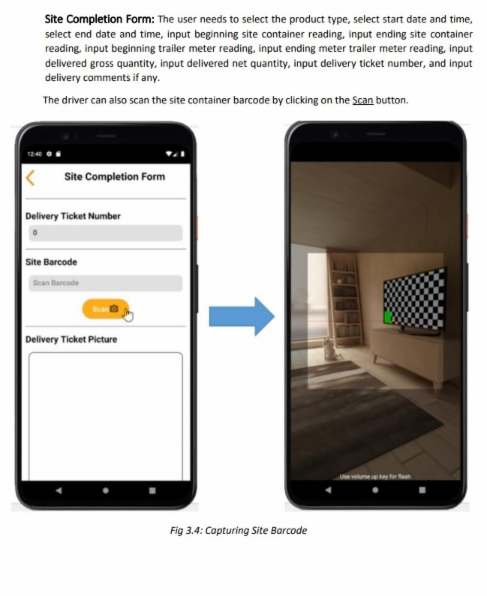 Site Completion Form: The user needs to select the product type, select start date and time,
select end date and time, input beginning site container reading, input ending site container
reading, input beginning trailer meter reading, input ending meter trailer meter reading, input
delivered gross quantity, input delivered net quantity, input delivery ticket number, and input
delivery comments if any.
The driver can also scan the site container barcode by clicking on the Scan button.
12:40
Site Completion Form
Delivery Ticket Number
0
Site Barcode
Scan Barcode
Scan
Delivery Ticket Picture
Use volume up key for flash
Fig 3.4: Capturing Site Barcode